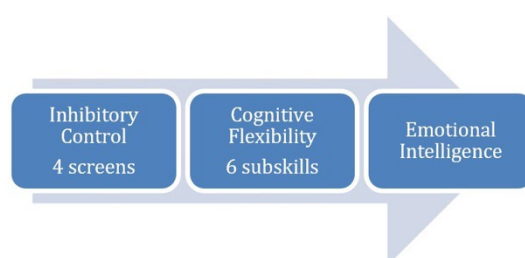 Inhibitory
Control
4 screens
Cognitive
Flexibility
6 subskills
Emotional
Intelligence